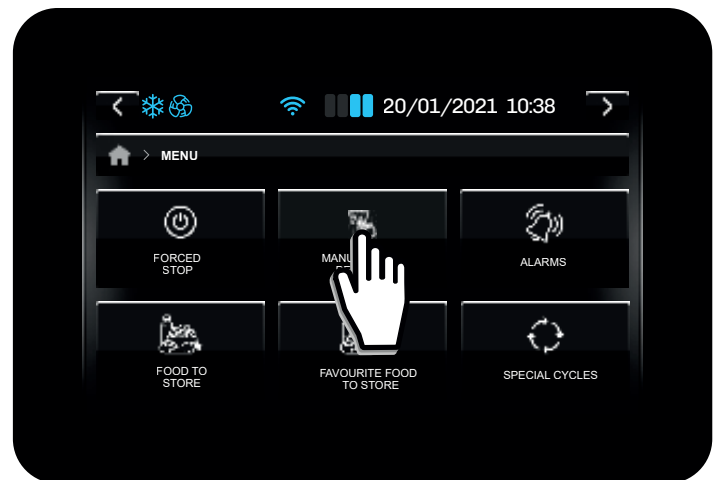 20/01/2021 10:38
> MENU
FORCED
STOP
ALARMS
FOOD TO
STORE
FAVOURITE FOOD
TO STORE
SPECIAL CYCLES